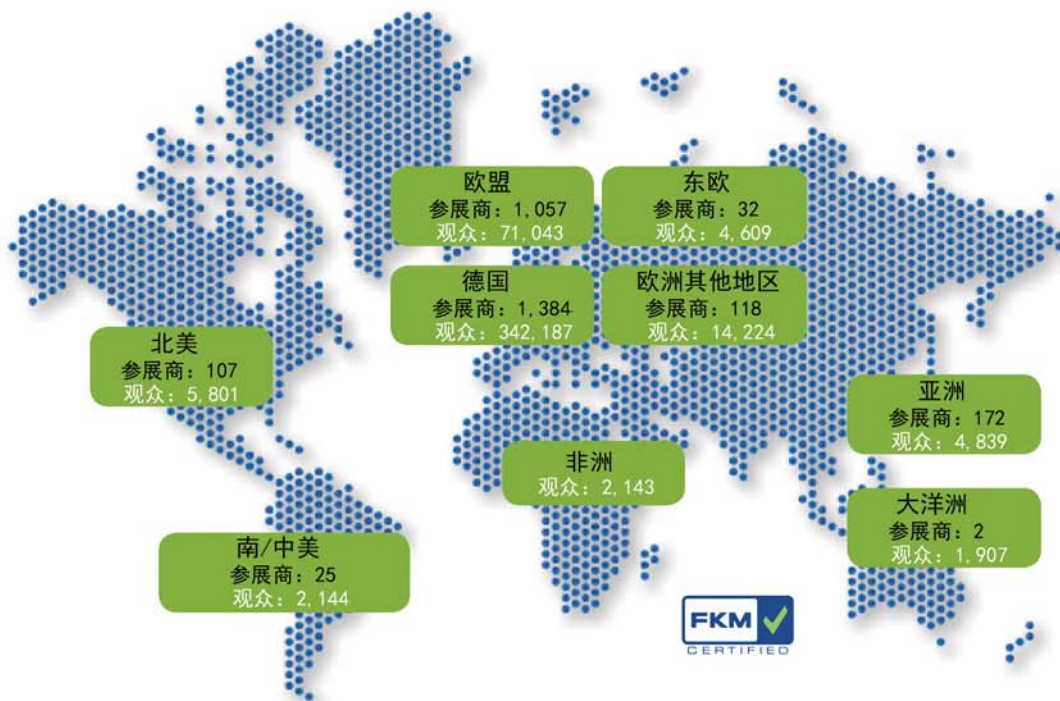 欧盟
参展商：1,057
观众：71,043
东欧
参展商：32
观众：4,609
德国
参展商：1,384
观众：342,187
欧洲其他地区
参展商：118
观众：14,224
北美
参展商：107
观众：5,801
亚洲
参展商：172
观众：4,839
非洲
观众：2,143
大洋洲
参展商：2
观众：1,907
南/中美
参展商：25
观众：2,144
FKM
CERTIFIED